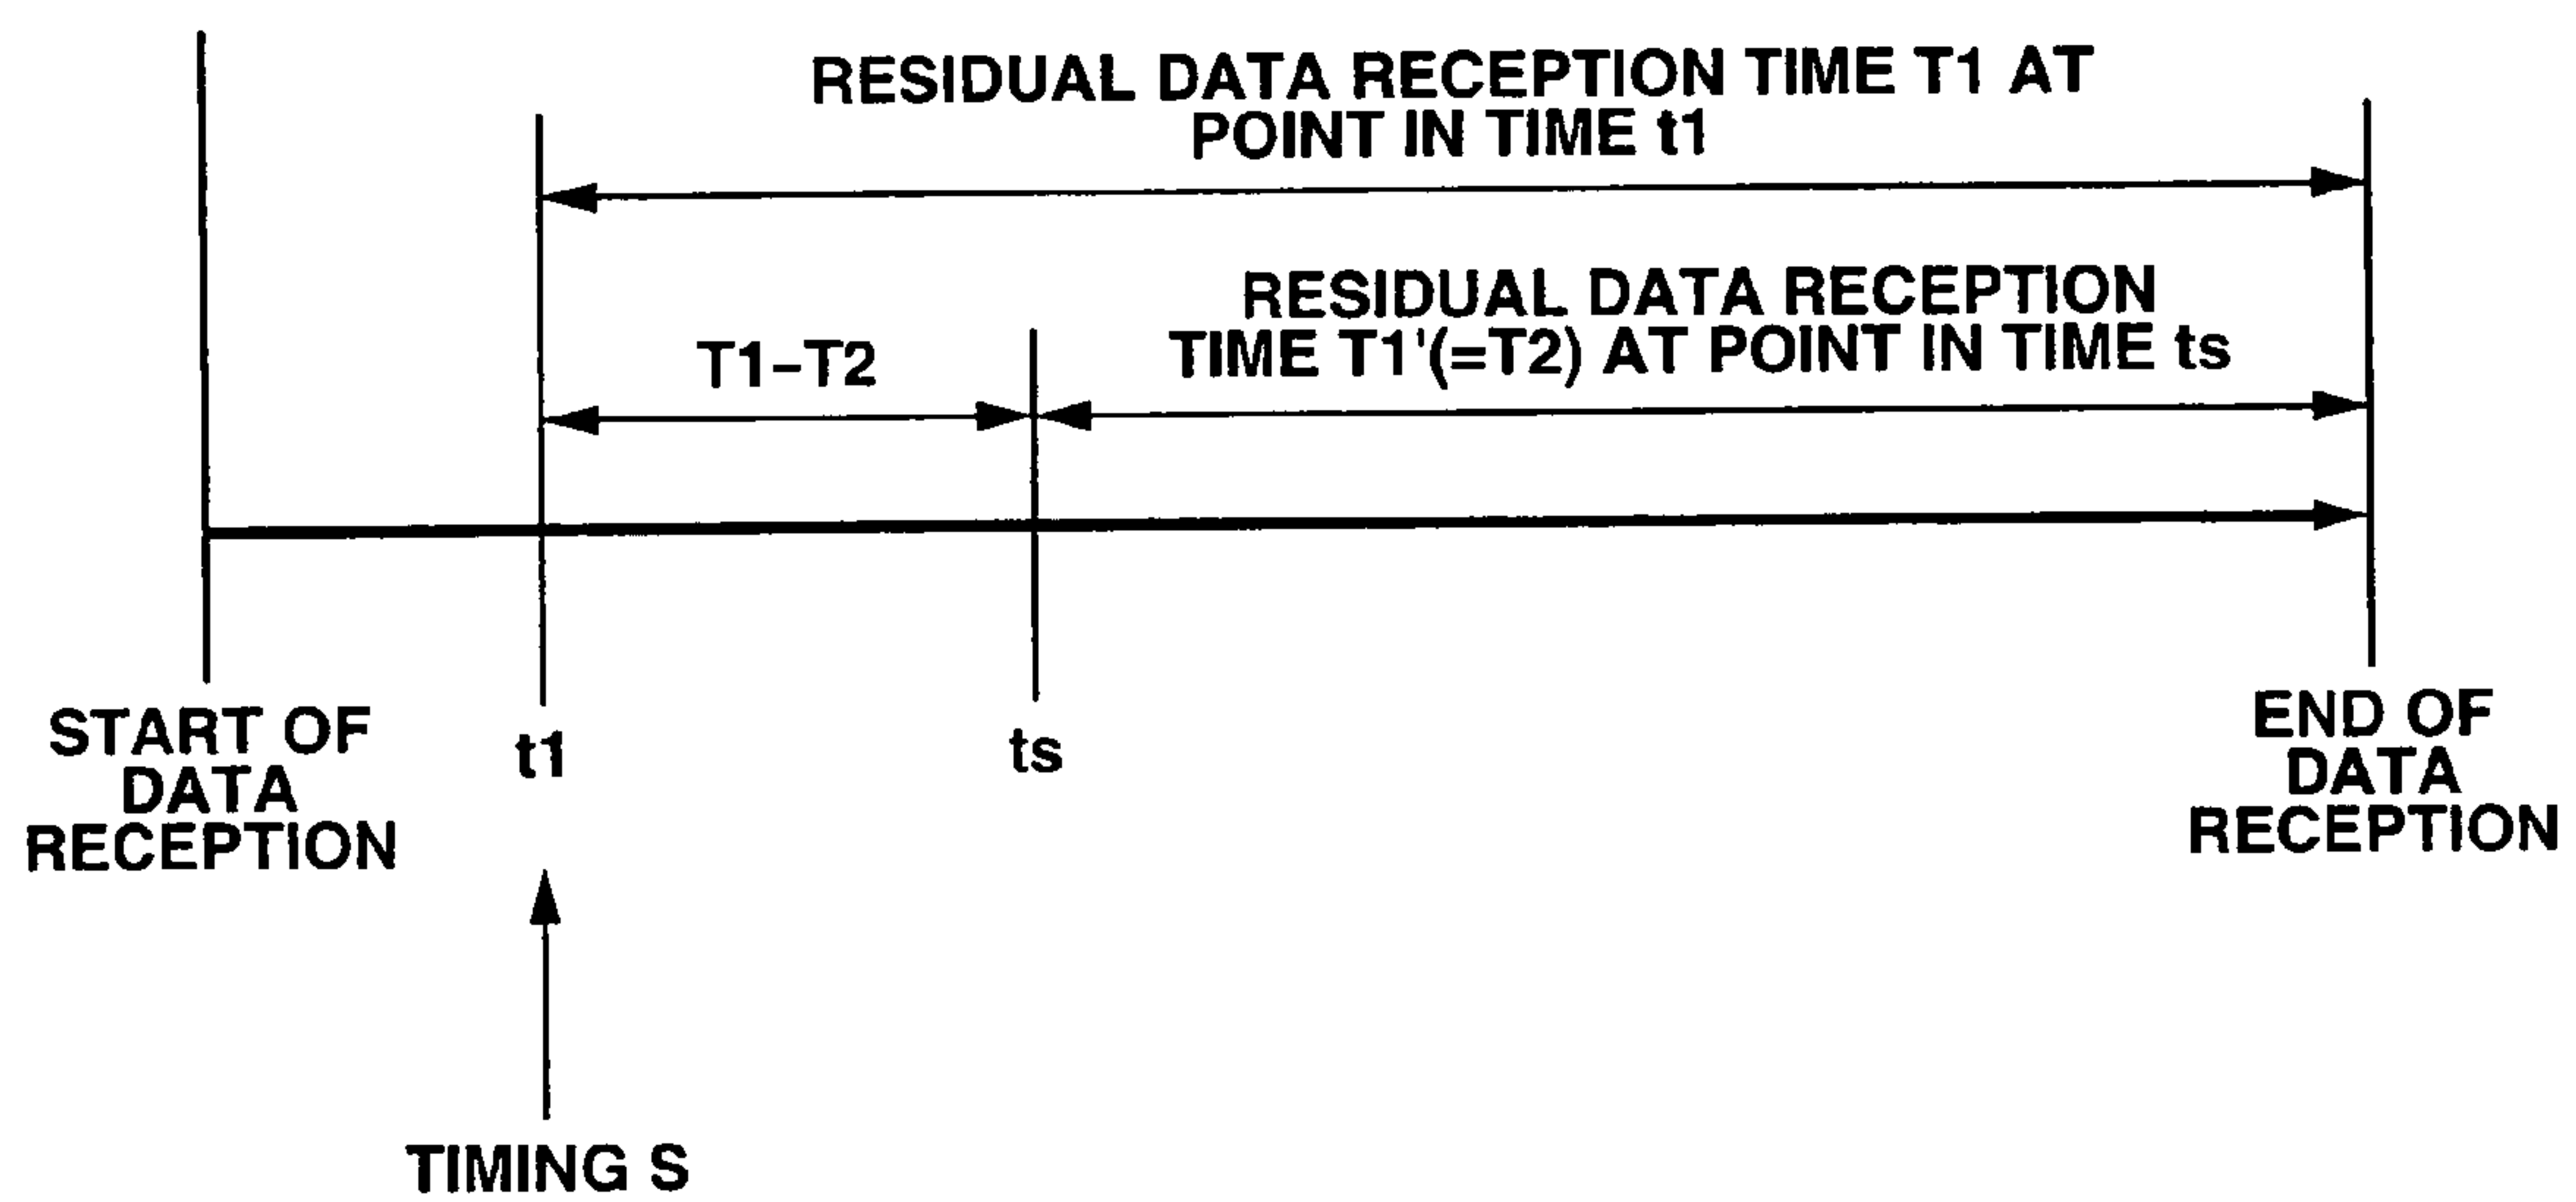 RESIDUAL DATA RECEPTION TIME T1 AT
POINT IN TIME t1
RESIDUAL DATA RECEPTION
TIME T1'(=T2) AT POINT IN TIME ts
T1-T2
START OF
DATA
RECEPTION
t1
ts
END OF
DATA
RECEPTION
TIMING S